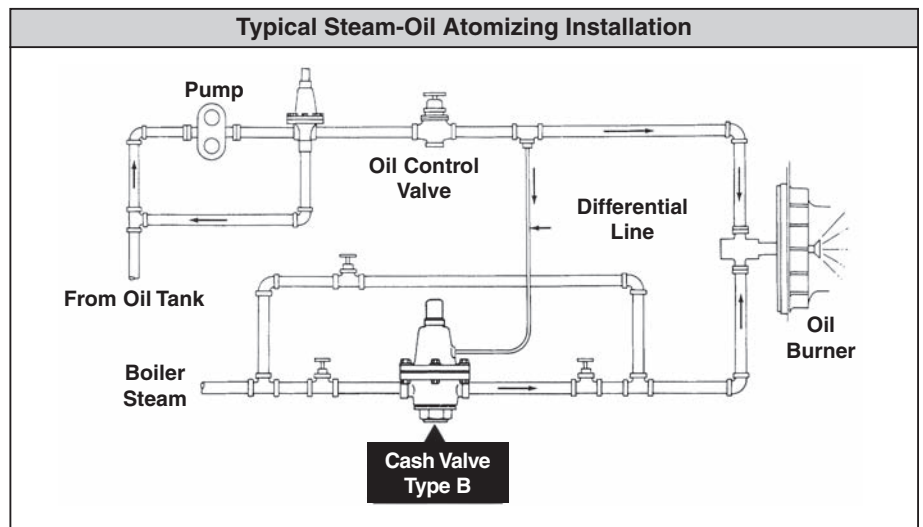 Typical Steam-Oil Atomizing Installation
Pump
Oil Control
Valve
Differential
Line
From Oil Tank
Oil
Burner
Boiler
Steam
Cash Valve
Type B